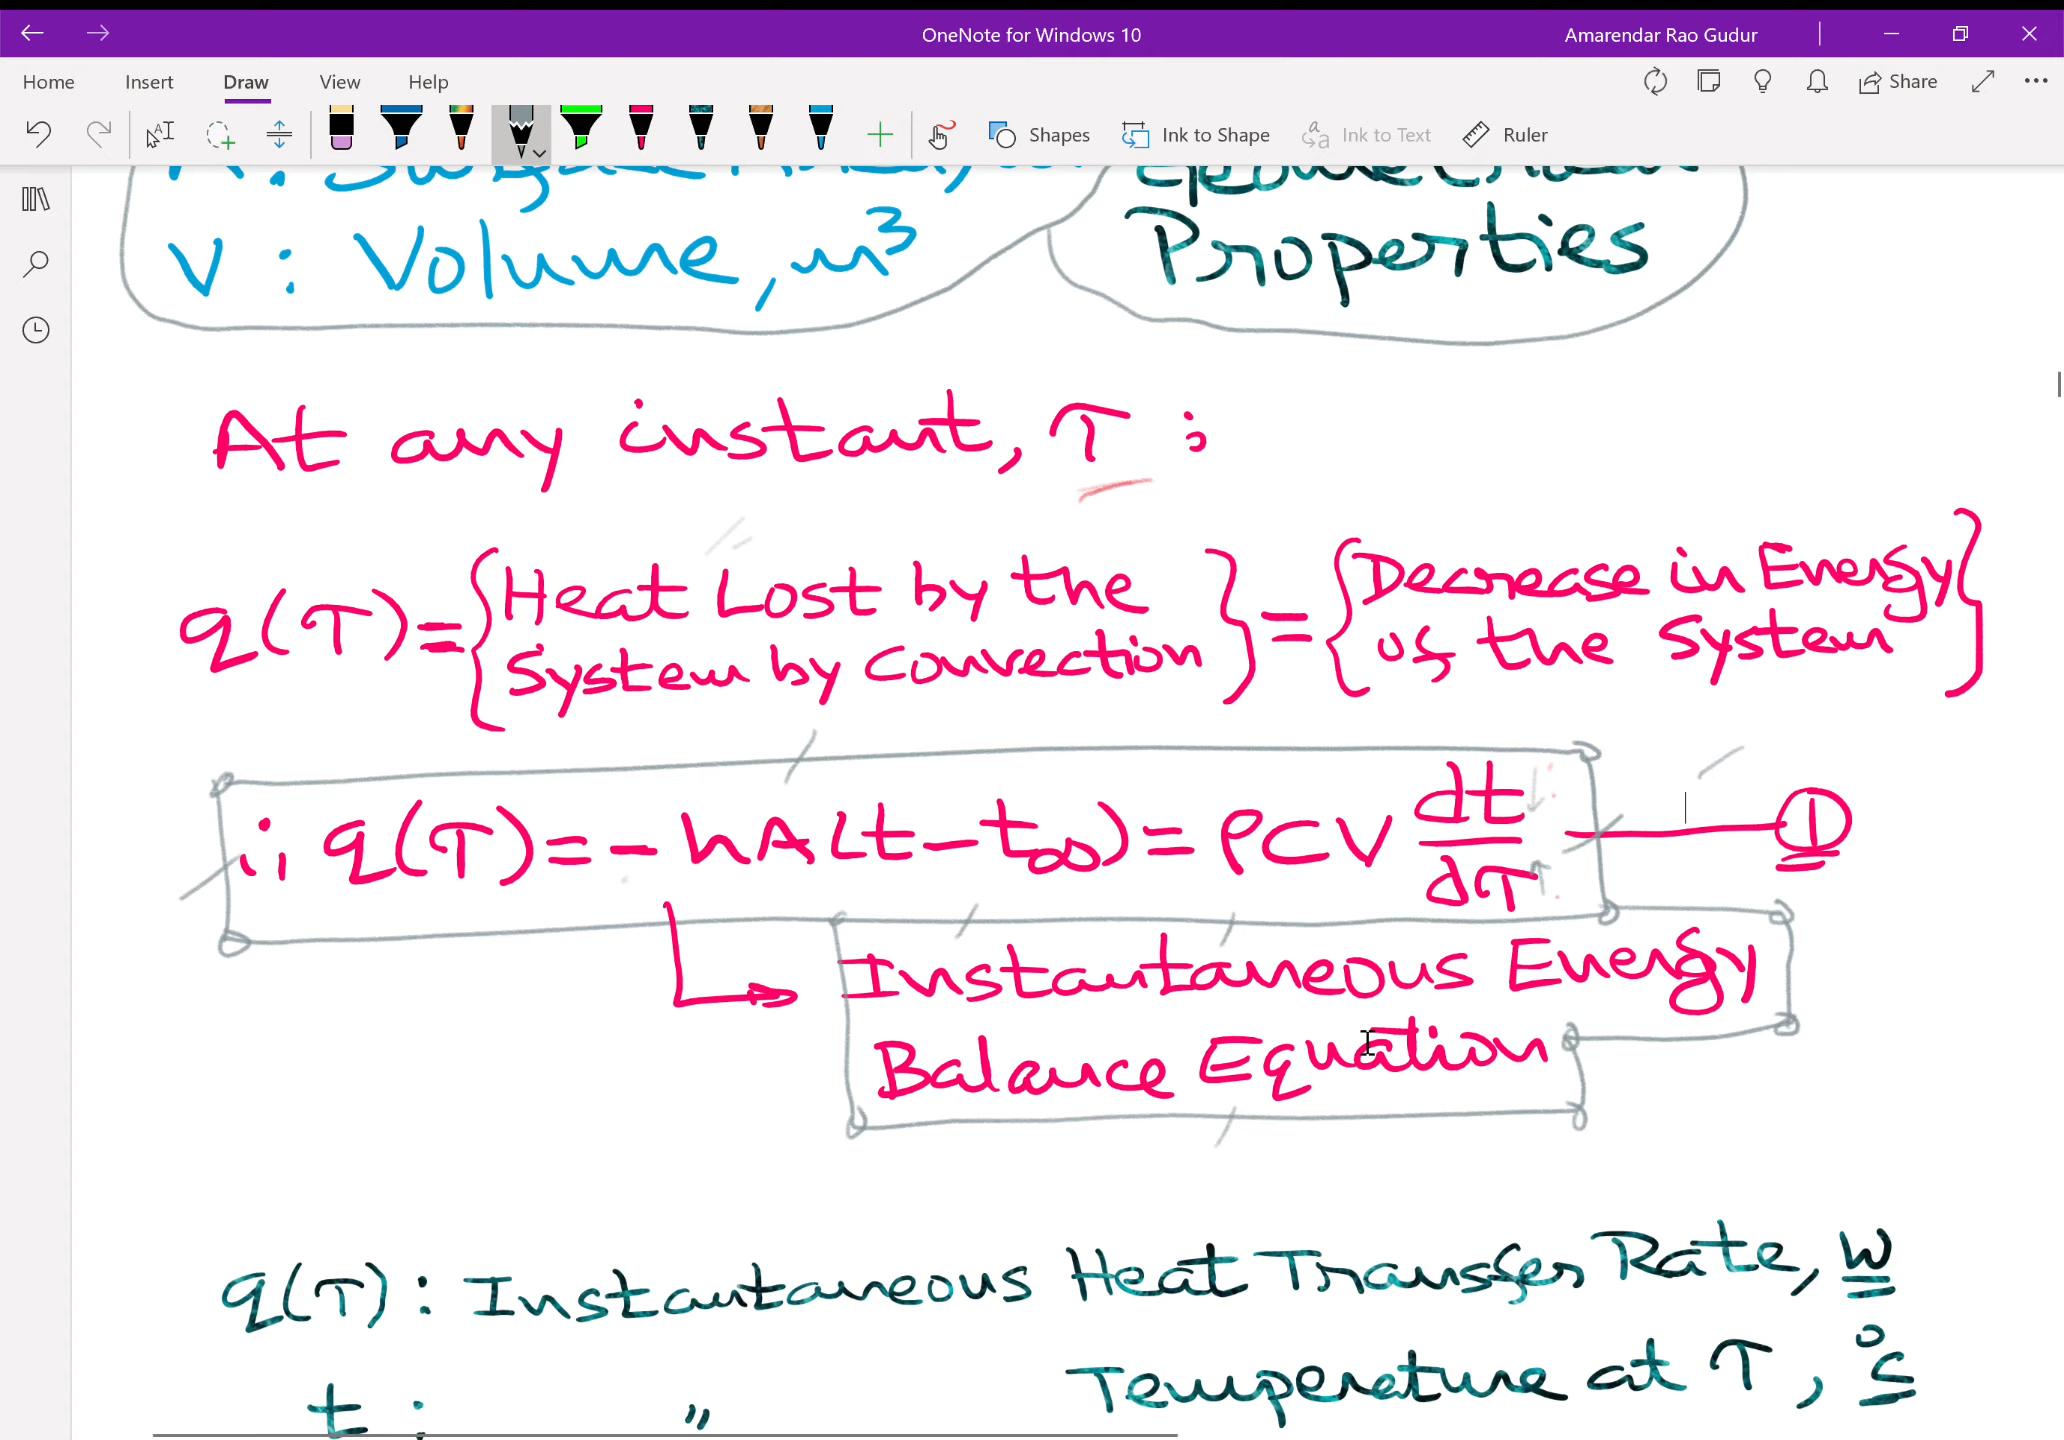 OneNote for Windows 10
Amarendar Rao Gudur
Home Insert Draw View Help
Share
Shapes Ink to Shape Ink to Text Ruler
V : Volume, m³
Properties
At any instant, τ :
q(τ) = {Heat Lost by the System by Convection} = {Decrease in Energy of the System}
∴ q(τ) = - hA(t - t∞) = ρCV dt/dτ — ①
Instantaneous Energy
Balance Equation
q(τ) : Instantaneous Heat Transfer Rate, W
t : " Temperature at τ, °C